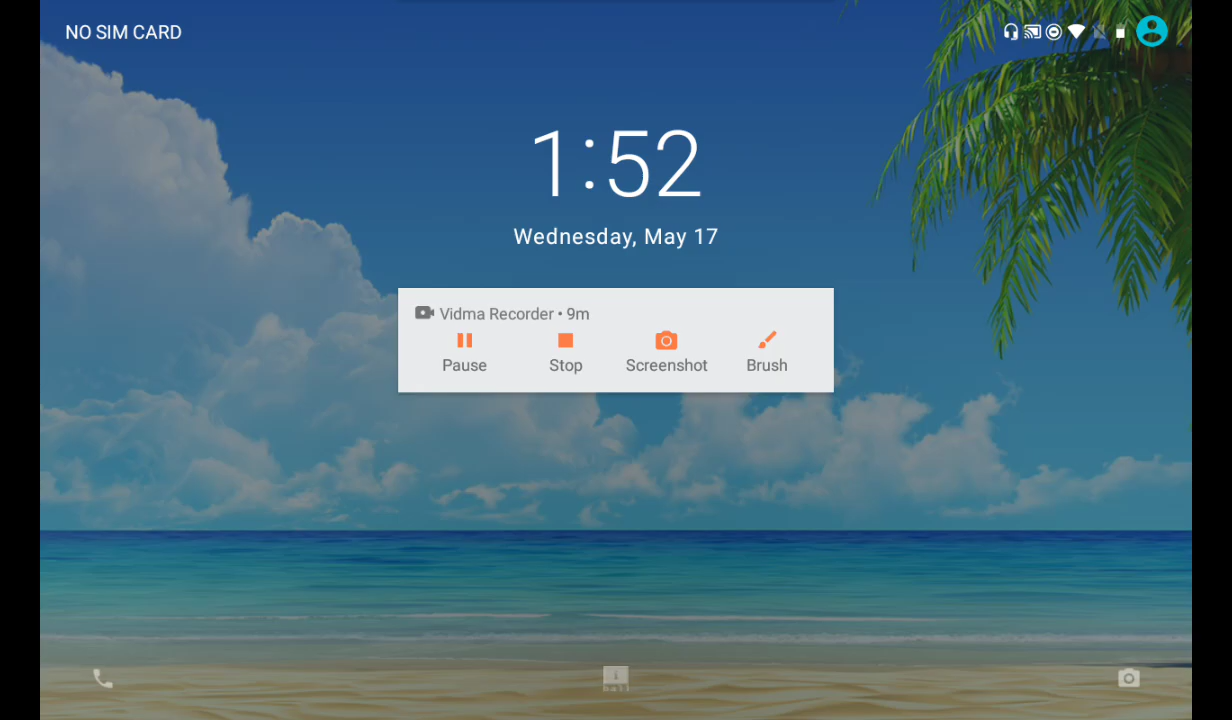 NO SIM CARD
1:52
Wednesday, May 17
Vidma Recorder • 9m
Pause Stop Screenshot Brush